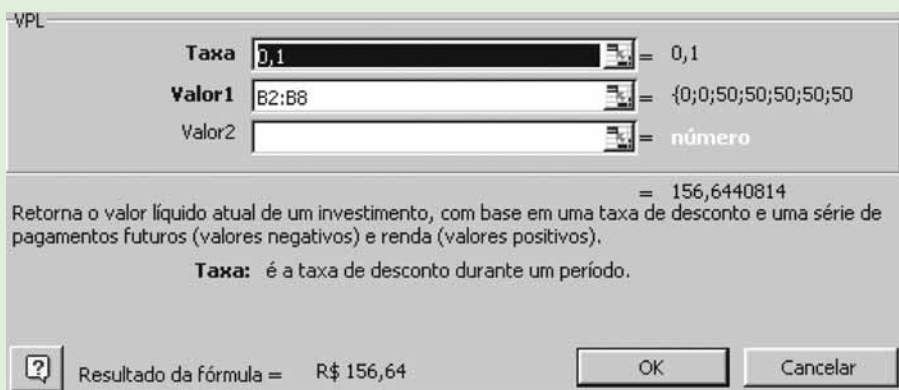 VPL
Taxa 0,1 = 0,1
Valor1 B2:B8 = {0;0;50;50;50;50;50
Valor2 = número
= 156,6440814
Retorna o valor líquido atual de um investimento, com base em uma taxa de desconto e uma série de
pagamentos futuros (valores negativos) e renda (valores positivos).
Taxa: é a taxa de desconto durante um período.
? Resultado da fórmula = R$ 156,64 OK Cancelar